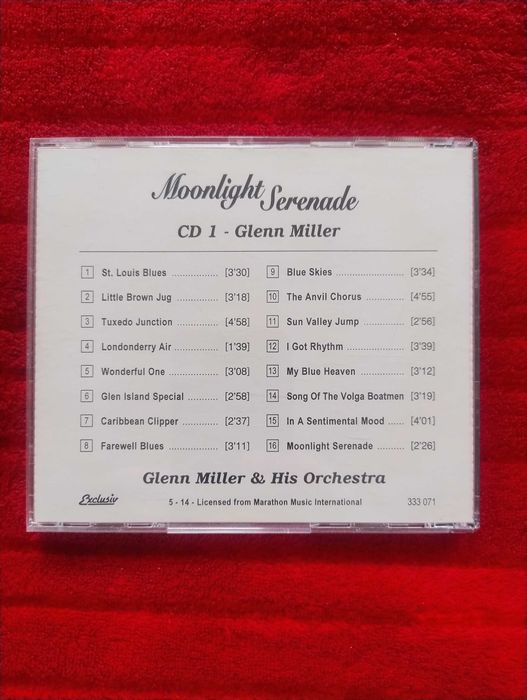 Moonlight Serenade
CD 1 - Glenn Miller
1 St. Louis Blues ................ [3'30]
2 Little Brown Jug ............... [3'18]
3 Tuxedo Junction .............. [4'58]
4 Londonderry Air ............... [1'39]
5 Wonderful One ................ [3'08]
6 Glen Island Special .......... [2'58]
7 Caribbean Clipper ............ [2'37]
8 Farewell Blues ................ [3'11]
9 Blue Skies ....................... [3'34]
10 The Anvil Chorus ............. [4'55]
11 Sun Valley Jump .............. [2'56]
12 I Got Rhythm .................... [3'39]
13 My Blue Heaven ................ [3'12]
14 Song Of The Volga Boatmen [3'19]
15 In A Sentimental Mood ..... [4'01]
16 Moonlight Serenade ......... [2'26]
Glenn Miller & His Orchestra
Exclusiv
5 - 14 - Licensed from Marathon Music International
333 071